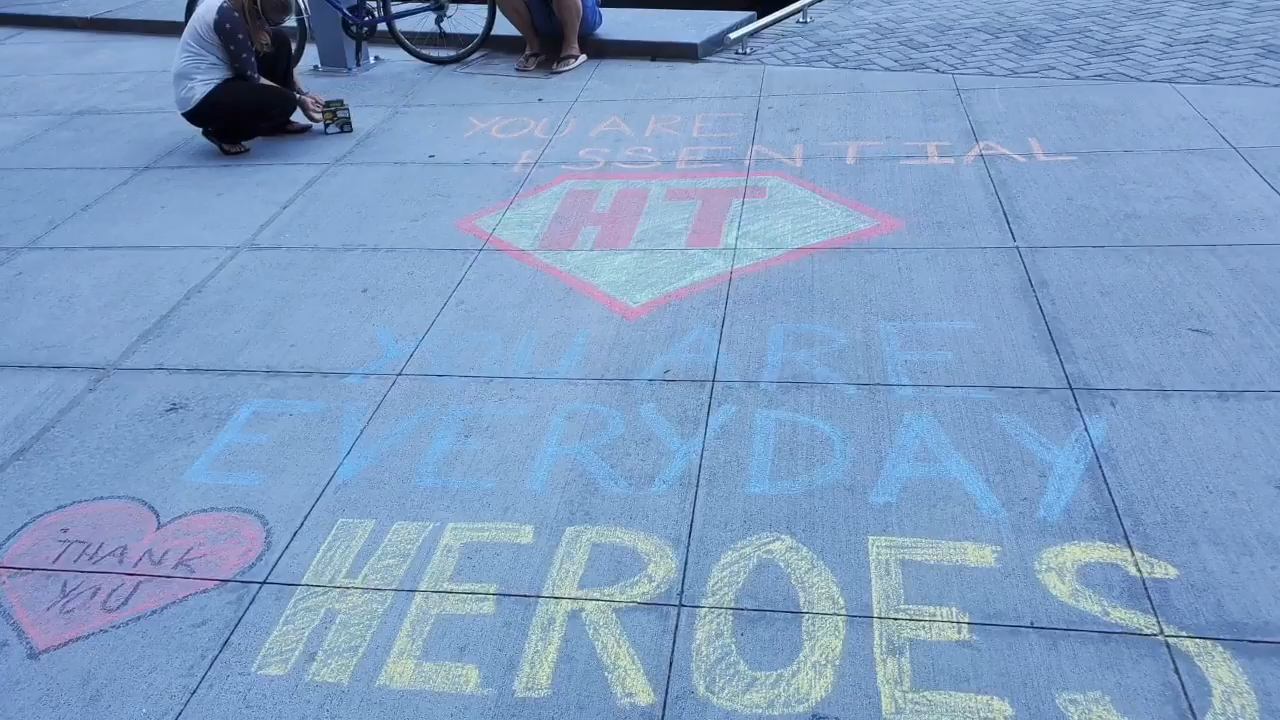 YOU ARE
ESSENTIAL
HT
YOU ARE
EVERYDAY
HEROES
THANK
YOU